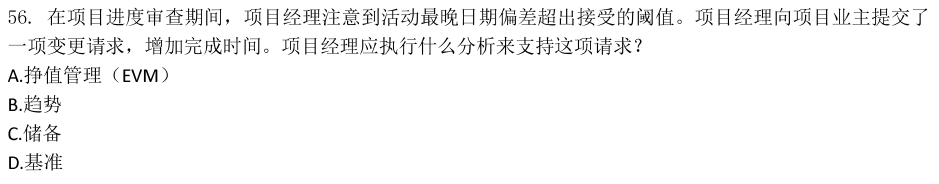 56. 在项目进度审查期间，项目经理注意到活动最晚日期偏差超出接受的阈值。项目经理向项目业主提交了
一项变更请求，增加完成时间。项目经理应执行什么分析来支持这项请求？
A.挣值管理（EVM）
B.趋势
C.储备
D.基准